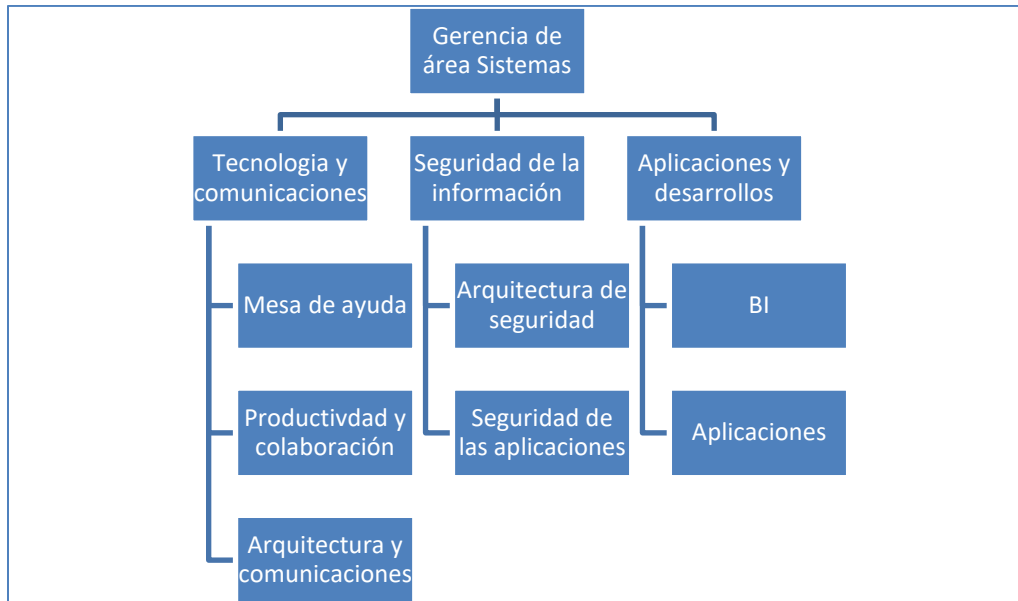 Gerencia de
área Sistemas
Tecnologia y
comunicaciones
Seguridad de la
información
Aplicaciones y
desarrollos
Mesa de ayuda
Arquitectura de
seguridad
BI
Productivdad y
colaboración
Seguridad de
las aplicaciones
Aplicaciones
Arquitectura y
comunicaciones